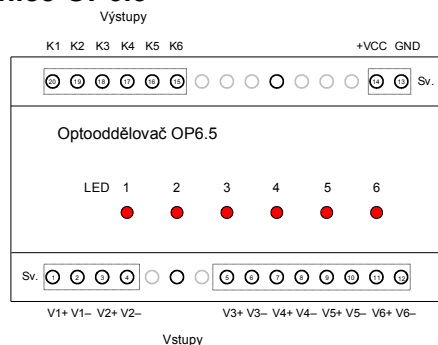 Výstupy
K1 K2 K3 K4 K5 K6 +VCC GND
20 19 18 17 16 15 14 13 Sv.
Optooddělovač OP6.5
LED 1 2 3 4 5 6
Sv. 1 2 3 4 5 6 7 8 9 10 11 12
V1+ V1– V2+ V2– V3+ V3– V4+ V4– V5+ V5– V6+ V6–
Vstupy